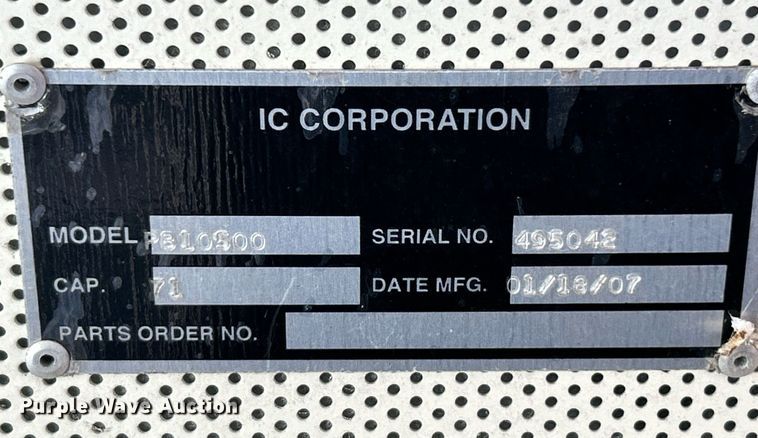 IC CORPORATION
MODEL PB10500 SERIAL NO. 495042
CAP. 71 DATE MFG. 01/18/07
PARTS ORDER NO.
Purple Wave Auction